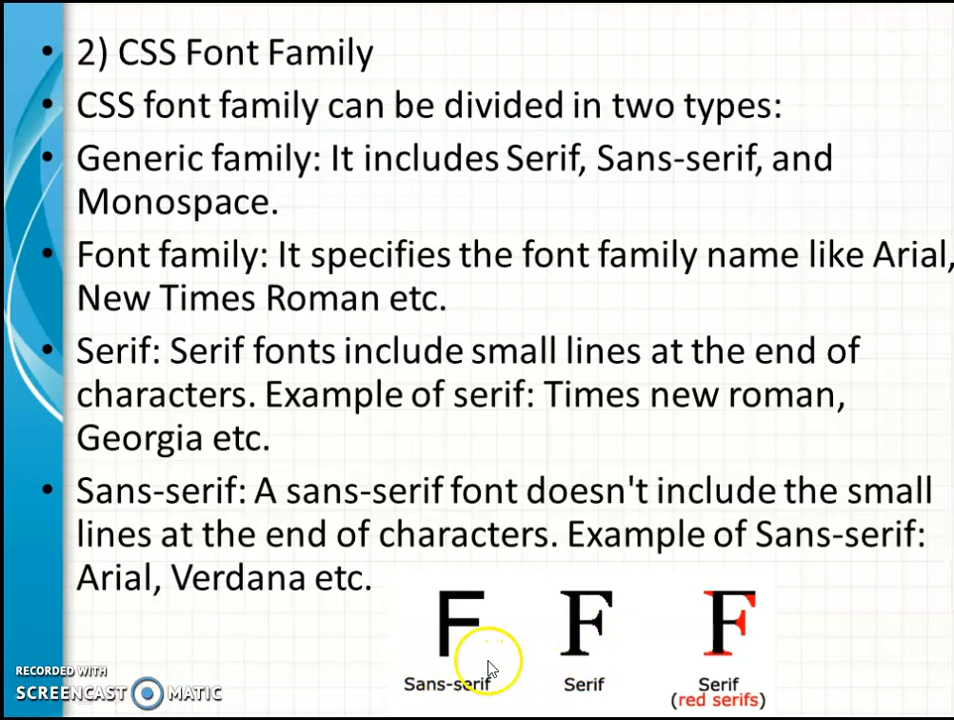 • 2) CSS Font Family
• CSS font family can be divided in two types:
• Generic family: It includes Serif, Sans-serif, and
Monospace.
• Font family: It specifies the font family name like Arial,
New Times Roman etc.
• Serif: Serif fonts include small lines at the end of
characters. Example of serif: Times new roman,
Georgia etc.
• Sans-serif: A sans-serif font doesn't include the small
lines at the end of characters. Example of Sans-serif:
Arial, Verdana etc.
F F F
Sans-serif Serif Serif
(red serifs)
RECORDED WITH
SCREENCAST MATIC